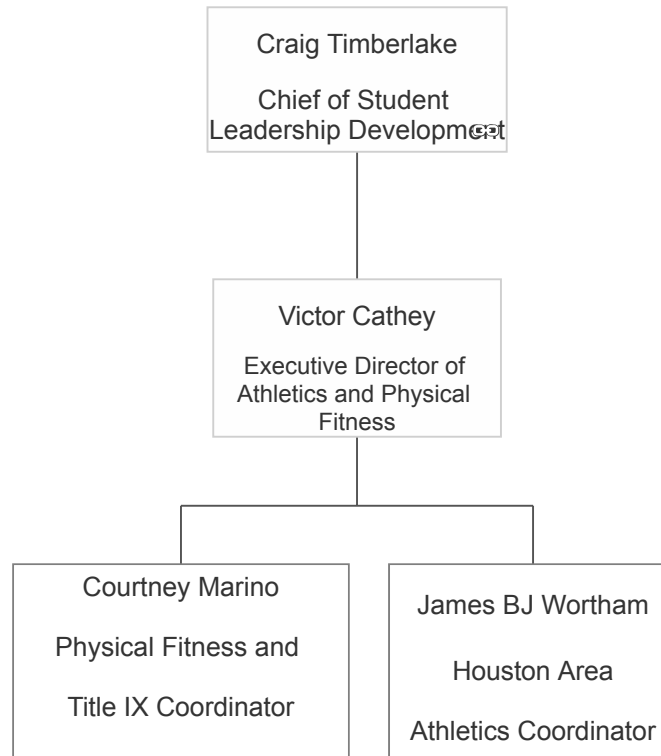 Craig Timberlake
Chief of Student
Leadership Development
Victor Cathey
Executive Director of
Athletics and Physical
Fitness
Courtney Marino
Physical Fitness and
Title IX Coordinator
James BJ Wortham
Houston Area
Athletics Coordinator